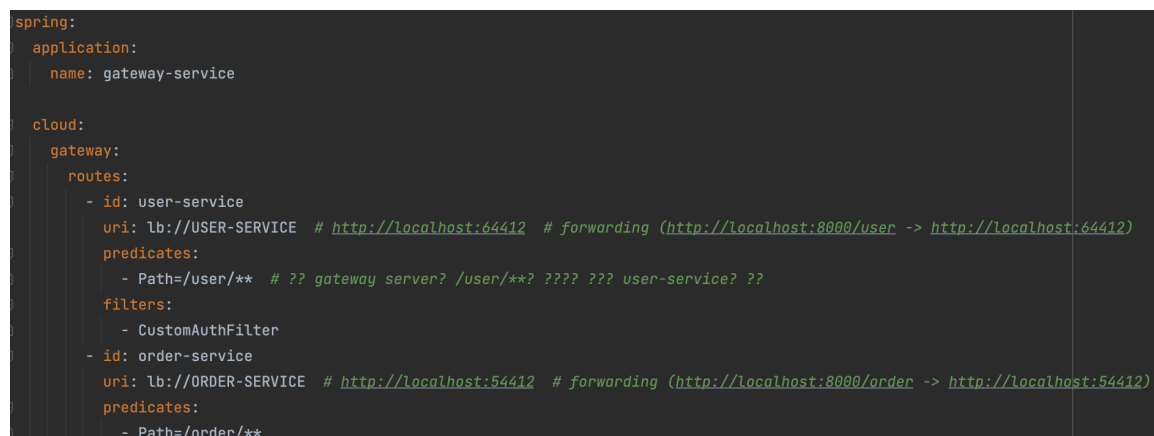 spring:
application:
name: gateway-service
cloud:
gateway:
routes:
- id: user-service
uri: lb://USER-SERVICE # http://localhost:64412 # forwarding (http://localhost:8000/user -> http://localhost:64412)
predicates:
- Path=/user/** # ?? gateway server? /user/**? ???? ??? user-service? ??
filters:
- CustomAuthFilter
- id: order-service
uri: lb://ORDER-SERVICE # http://localhost:54412 # forwarding (http://localhost:8000/order -> http://localhost:54412)
predicates:
- Path=/order/**